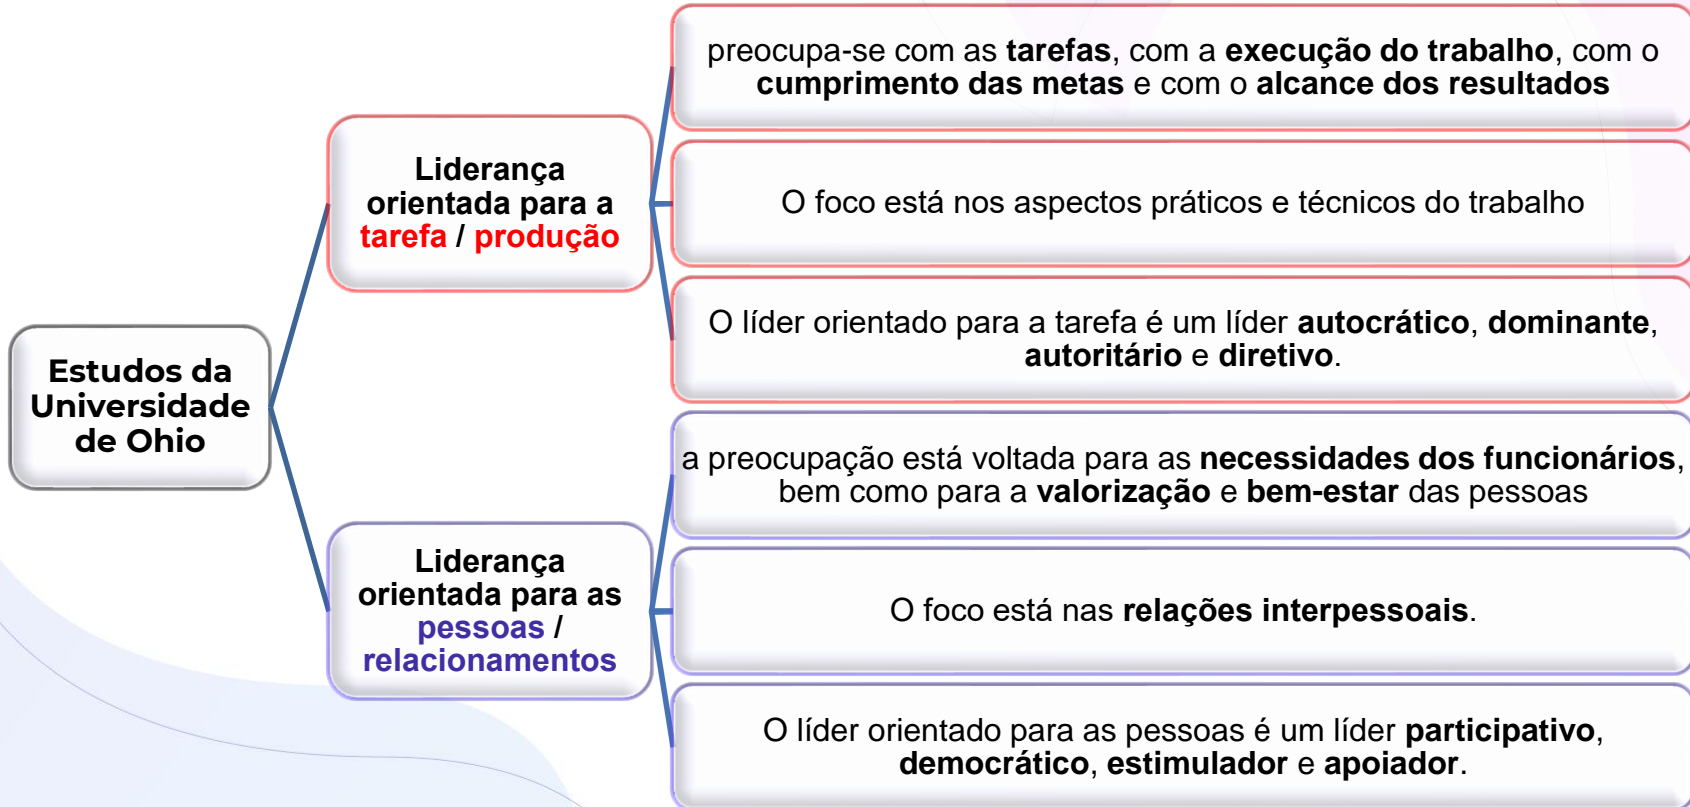 Estudos da
Universidade
de Ohio
Liderança
orientada para a
tarefa / produção
preocupa-se com as tarefas, com a execução do trabalho, com o
cumprimento das metas e com o alcance dos resultados
O foco está nos aspectos práticos e técnicos do trabalho
O líder orientado para a tarefa é um líder autocrático, dominante,
autoritário e diretivo.
Liderança
orientada para as
pessoas /
relacionamentos
a preocupação está voltada para as necessidades dos funcionários,
bem como para a valorização e bem-estar das pessoas
O foco está nas relações interpessoais.
O líder orientado para as pessoas é um líder participativo,
democrático, estimulador e apoiador.